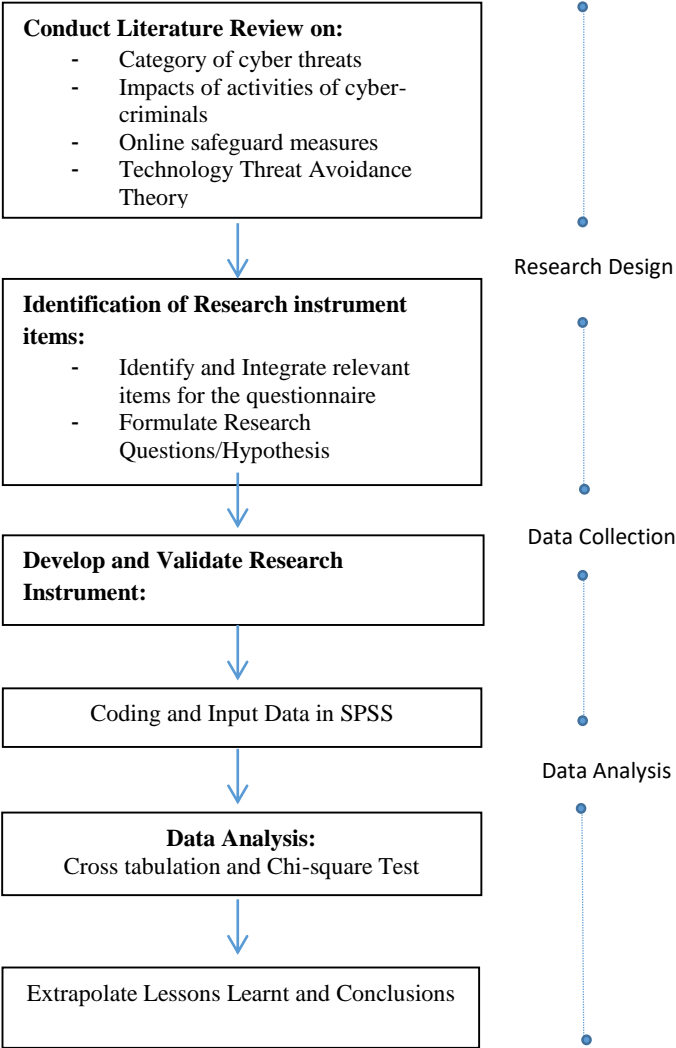 Conduct Literature Review on:
- Category of cyber threats
- Impacts of activities of cyber-
criminals
- Online safeguard measures
- Technology Threat Avoidance
Theory
Research Design
Identification of Research instrument
items:
- Identify and Integrate relevant
items for the questionnaire
- Formulate Research
Questions/Hypothesis
Data Collection
Develop and Validate Research
Instrument:
Coding and Input Data in SPSS
Data Analysis
Data Analysis:
Cross tabulation and Chi-square Test
Extrapolate Lessons Learnt and Conclusions